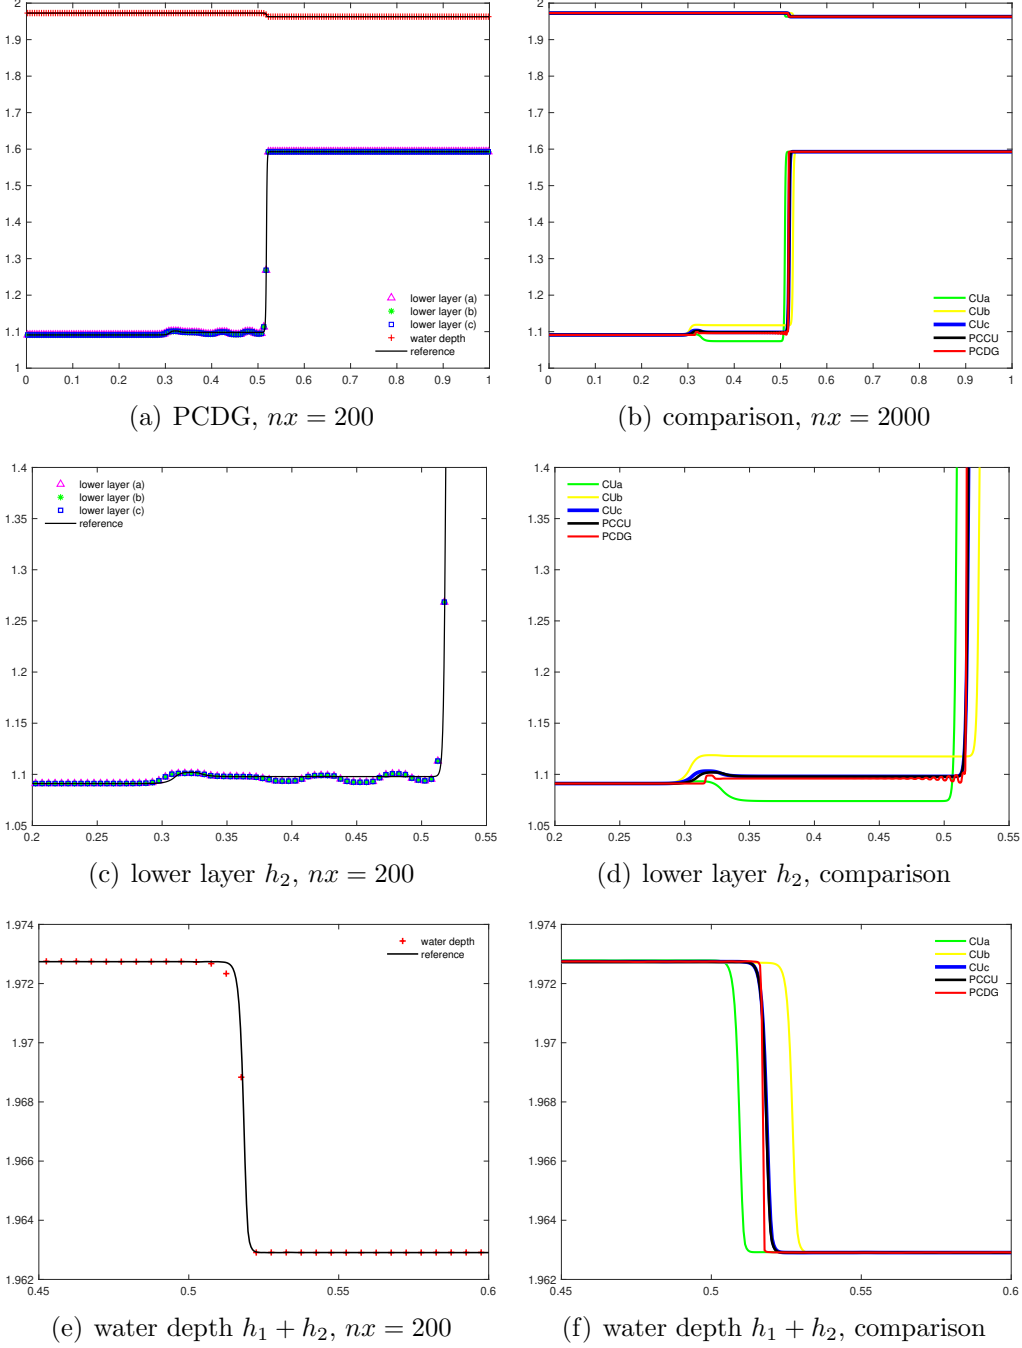 2
1.9
1.8
1.7
1.6
1.5
1.4
1.3
1.2
1.1
1
0 0.1 0.2 0.3 0.4 0.5 0.6 0.7 0.8 0.9 1
lower layer (a)
lower layer (b)
lower layer (c)
water depth
reference
(a) PCDG, nx = 200
2
1.9
1.8
1.7
1.6
1.5
1.4
1.3
1.2
1.1
1
0 0.1 0.2 0.3 0.4 0.5 0.6 0.7 0.8 0.9 1
CUa
CUb
CUc
PCCU
PCDG
(b) comparison, nx = 2000
1.4
1.35
1.3
1.25
1.2
1.15
1.1
1.05
0.2 0.25 0.3 0.35 0.4 0.45 0.5 0.55
lower layer (a)
lower layer (b)
lower layer (c)
reference
(c) lower layer h₂, nx = 200
1.4
1.35
1.3
1.25
1.2
1.15
1.1
1.05
0.2 0.25 0.3 0.35 0.4 0.45 0.5 0.55
CUa
CUb
CUc
PCCU
PCDG
(d) lower layer h₂, comparison
1.974
1.972
1.97
1.968
1.966
1.964
1.962
0.45 0.5 0.55 0.6
water depth
reference
(e) water depth h₁ + h₂, nx = 200
1.974
1.972
1.97
1.968
1.966
1.964
1.962
0.45 0.5 0.55 0.6
CUa
CUb
CUc
PCCU
PCDG
(f) water depth h₁ + h₂, comparison